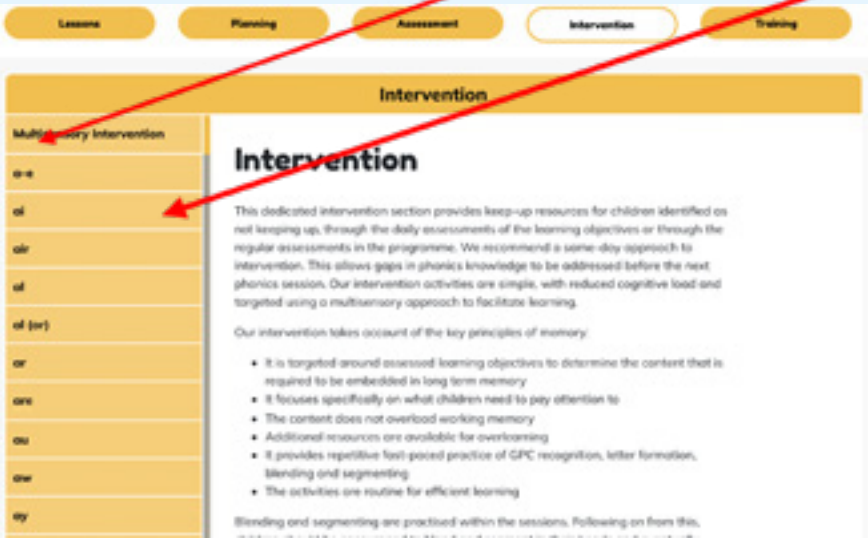 Lessons
Planning
Assessment
Intervention
Training
Intervention
Multisensory Intervention
a-e
ai
air
al
al (or)
ar
are
au
aw
ay
Intervention
This dedicated intervention section provides keep-up resources for children identified as
not keeping up, through the daily assessments of the learning objectives or through the
regular assessments in the programme. We recommend a same-day approach to
intervention. This allows gaps in phonics knowledge to be addressed before the next
phonics session. Our intervention activities are simple, with reduced cognitive load and
targeted using a multisensory approach to facilitate learning.
Our intervention takes account of the key principles of memory:
It is targeted around assessed learning objectives to determine the content that is
required to be embedded in long term memory
It focuses specifically on what children need to pay attention to
The content does not overload working memory
Additional resources are available for overlearning
It provides repetitive fast-paced practice of GPC recognition, letter formation,
blending and segmenting
The activities are routine for efficient learning
Blending and segmenting are practised within the sessions. Following on from this,